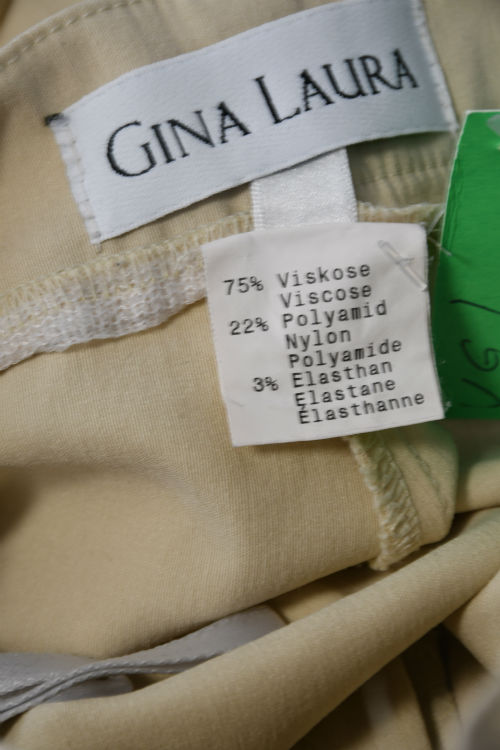 GINA LAURA
75% Viskose
Viscose
22% Polyamid
Nylon
Polyamide
3% Elasthan
Elastane
Élasthanne